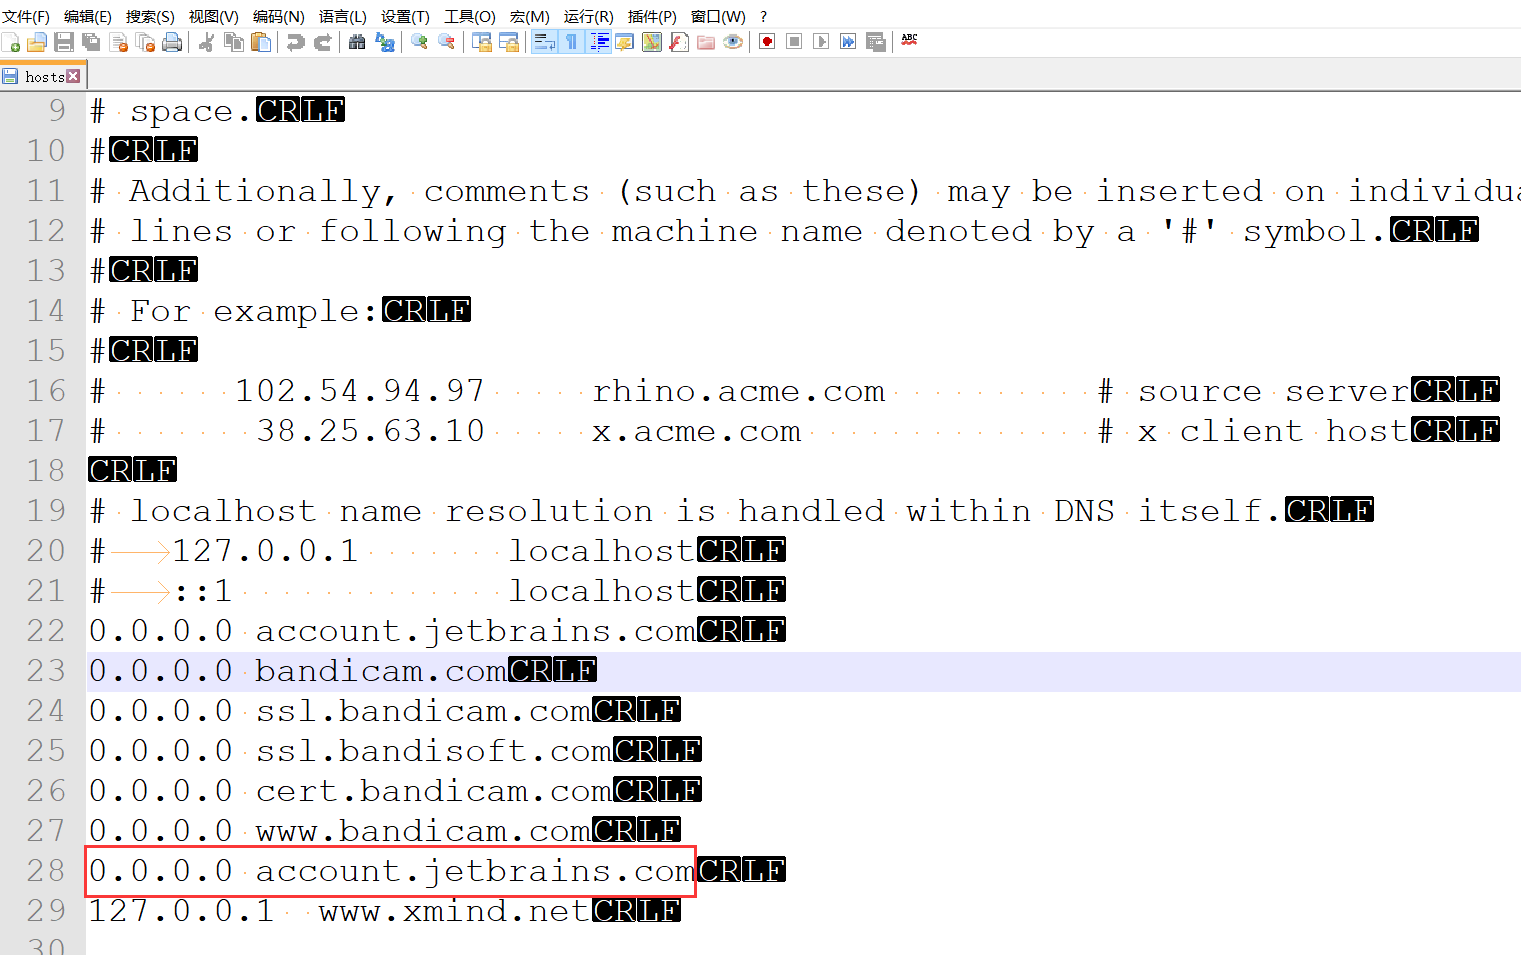 文件(F) 编辑(E) 搜索(S) 视图(V) 编码(N) 语言(L) 设置(T) 工具(O) 宏(M) 运行(R) 插件(P) 窗口(W) ?
ABC
hosts
9 # space.CRLF
10 #CRLF
11 # Additionally, comments (such as these) may be inserted on individua
12 # lines or following the machine name denoted by a '#' symbol.CRLF
13 #CRLF
14 # For example:CRLF
15 #CRLF
16 #      102.54.94.97     rhino.acme.com          # source serverCRLF
17 #       38.25.63.10     x.acme.com              # x client hostCRLF
18 CRLF
19 # localhost name resolution is handled within DNS itself.CRLF
20 #	127.0.0.1       localhostCRLF
21 #	::1             localhostCRLF
22 0.0.0.0 account.jetbrains.comCRLF
23 0.0.0.0 bandicam.comCRLF
24 0.0.0.0 ssl.bandicam.comCRLF
25 0.0.0.0 ssl.bandisoft.comCRLF
26 0.0.0.0 cert.bandicam.comCRLF
27 0.0.0.0 www.bandicam.comCRLF
28 0.0.0.0 account.jetbrains.comCRLF
29 127.0.0.1  www.xmind.netCRLF
30